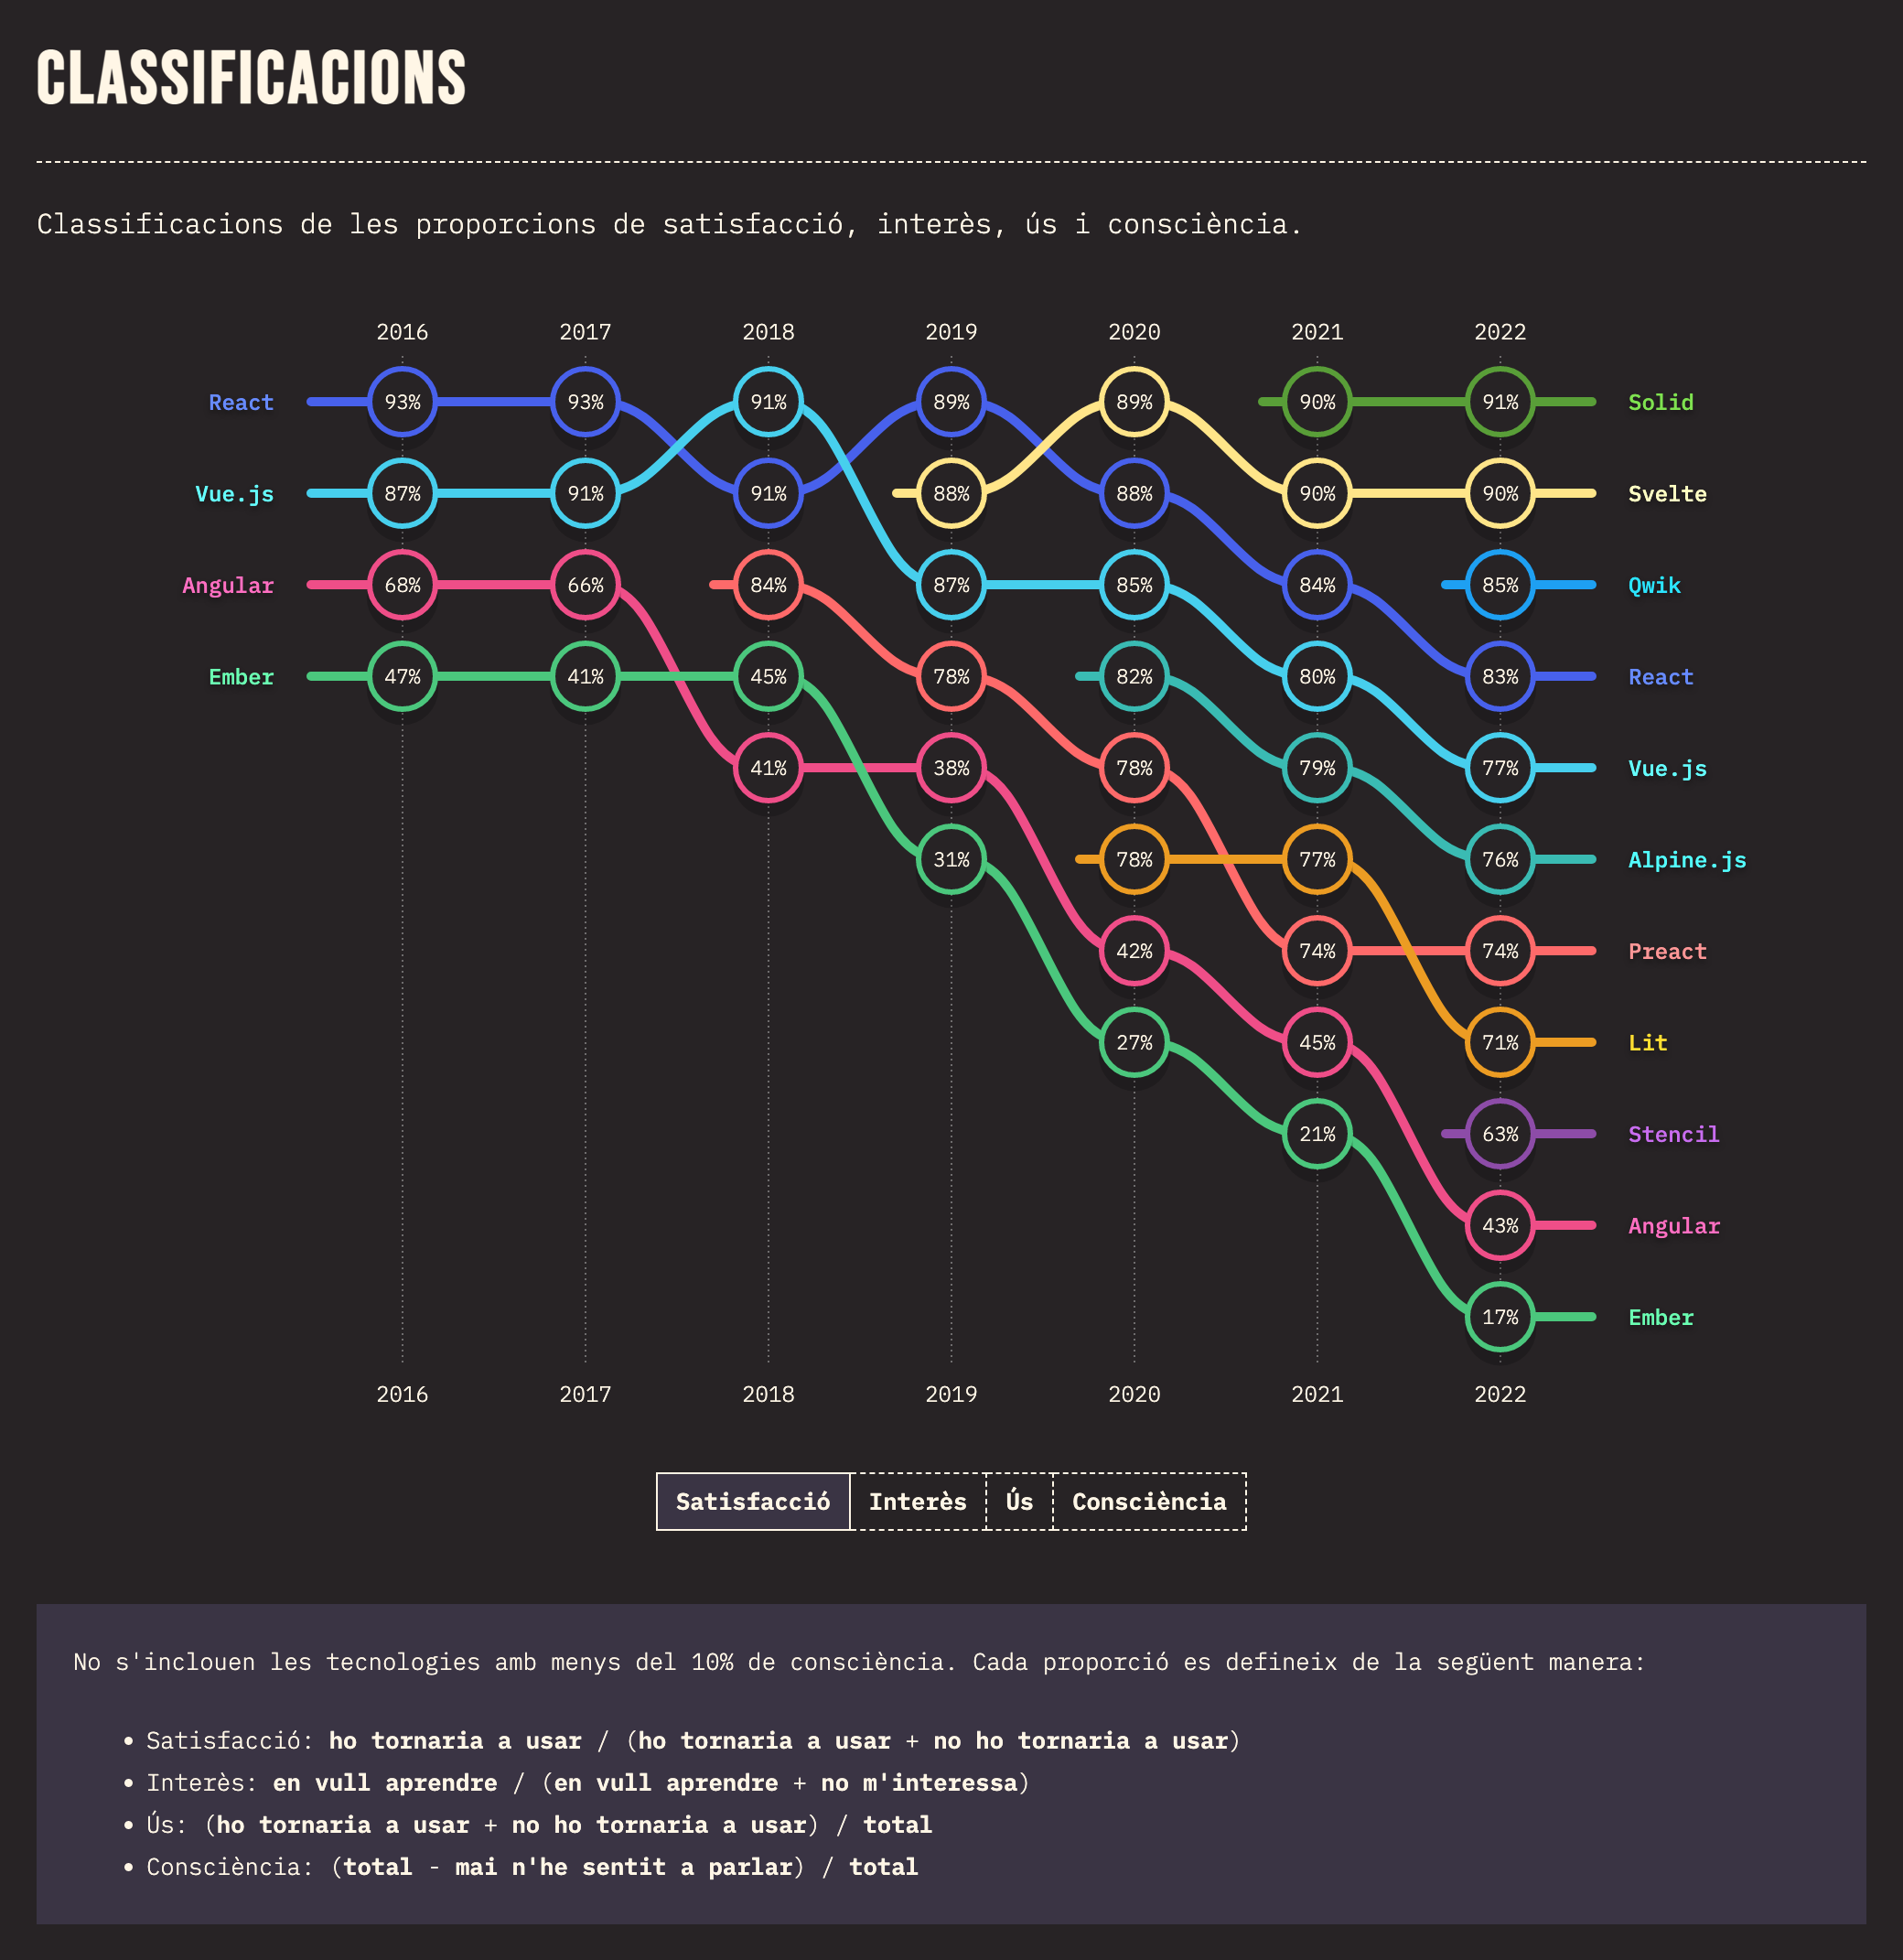 CLASSIFICACIONS
Classificacions de les proporcions de satisfacció, interès, ús i consciència.
2016 2017 2018 2019 2020 2021 2022
React 93% 93% 91% 89% 89% 90% 91% Solid
Vue.js 87% 91% 91% 88% 88% 90% 90% Svelte
Angular 68% 66% 84% 87% 85% 84% 85% Qwik
Ember 47% 41% 45% 78% 82% 80% 83% React
41% 38% 78% 79% 77% Vue.js
31% 78% 77% 76% Alpine.js
42% 74% 74% Preact
27% 45% 71% Lit
21% 63% Stencil
43% Angular
17% Ember
2016 2017 2018 2019 2020 2021 2022
Satisfacció Interès Ús Consciència
No s'inclouen les tecnologies amb menys del 10% de consciència. Cada proporció es defineix de la següent manera:
• Satisfacció: ho tornaria a usar / (ho tornaria a usar + no ho tornaria a usar)
• Interès: en vull aprendre / (en vull aprendre + no m'interessa)
• Ús: (ho tornaria a usar + no ho tornaria a usar) / total
• Consciència: (total - mai n'he sentit a parlar) / total